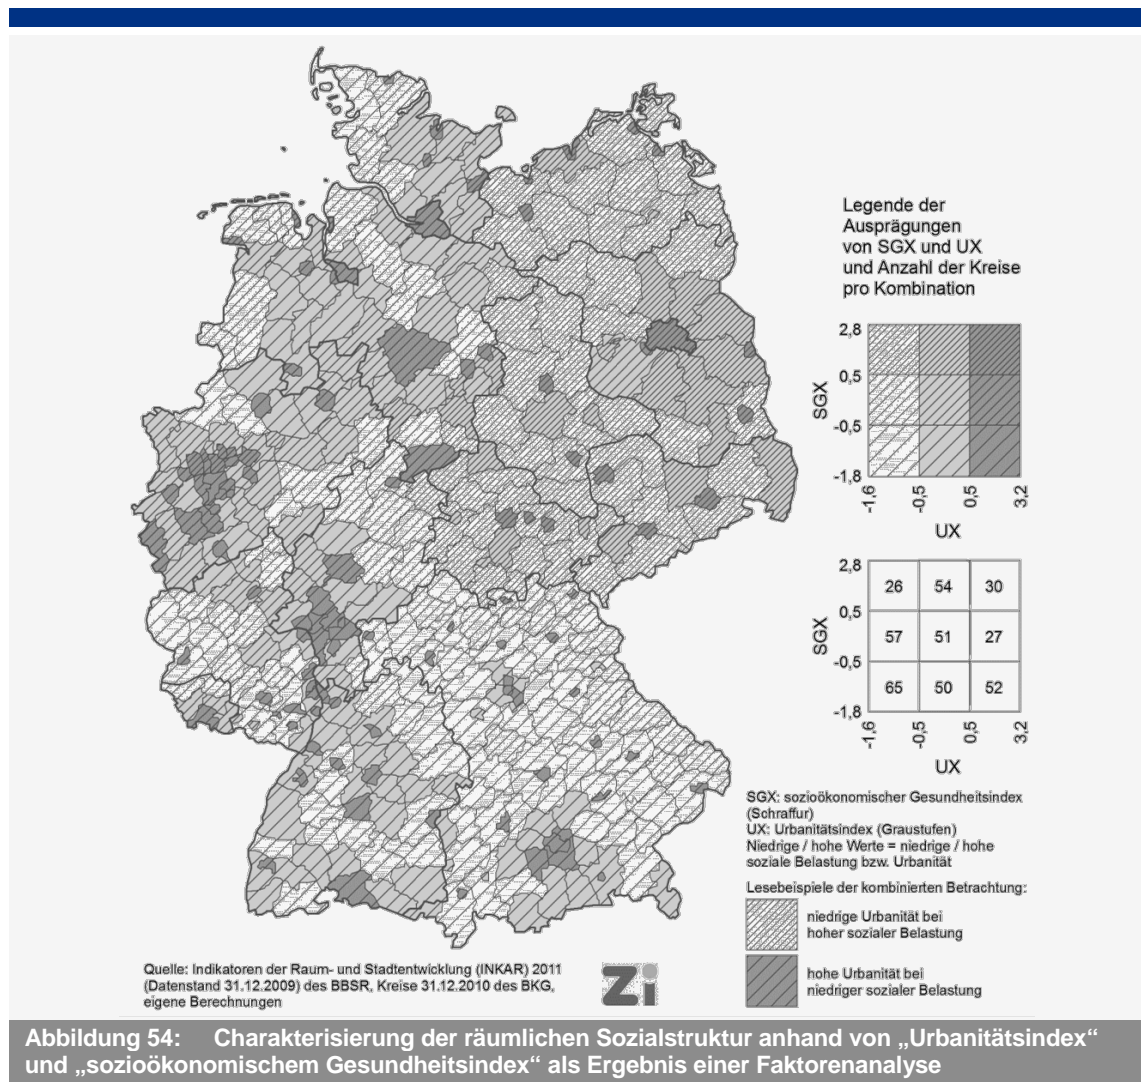 Legende der
Ausprägungen
von SGX und UX
und Anzahl der Kreise
pro Kombination
2,8
0,5
-0,5
-1,8
SGX
-1,6
-0,5
0,5
3,2
UX
2,8
0,5
-0,5
-1,8
SGX
26 54 30
57 51 27
65 50 52
-1,6
-0,5
0,5
3,2
UX
SGX: sozioökonomischer Gesundheitsindex
(Schraffur)
UX: Urbanitätsindex (Graustufen)
Niedrige / hohe Werte = niedrige / hohe
soziale Belastung bzw. Urbanität
Lesebeispiele der kombinierten Betrachtung:
niedrige Urbanität bei
hoher sozialer Belastung
hohe Urbanität bei
niedriger sozialer Belastung
Quelle: Indikatoren der Raum- und Stadtentwicklung (INKAR) 2011
(Datenstand 31.12.2009) des BBSR, Kreise 31.12.2010 des BKG,
eigene Berechnungen
Zi
Abbildung 54: Charakterisierung der räumlichen Sozialstruktur anhand von „Urbanitätsindex“
und „sozioökonomischem Gesundheitsindex“ als Ergebnis einer Faktorenanalyse